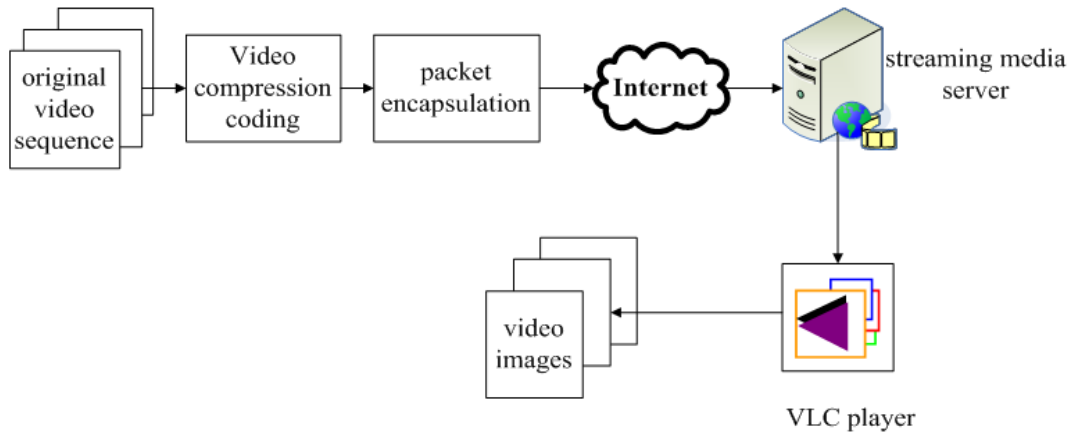 original
video
sequence
Video
compression
coding
packet
encapsulation
Internet
streaming media
server
video
images
VLC player